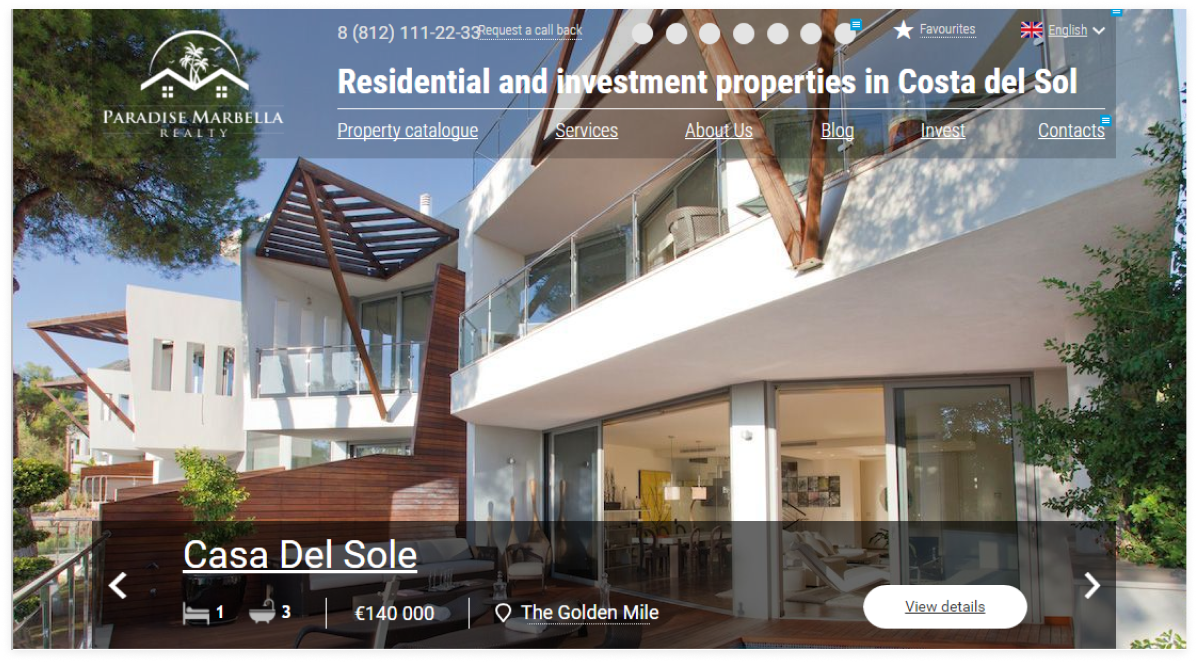 8 (812) 111-22-33 Request a call back Favourites English
PARADISE MARBELLA
REALTY
Residential and investment properties in Costa del Sol
Property catalogue Services About Us Blog Invest Contacts
Casa Del Sole
1 3 €140 000 The Golden Mile
View details